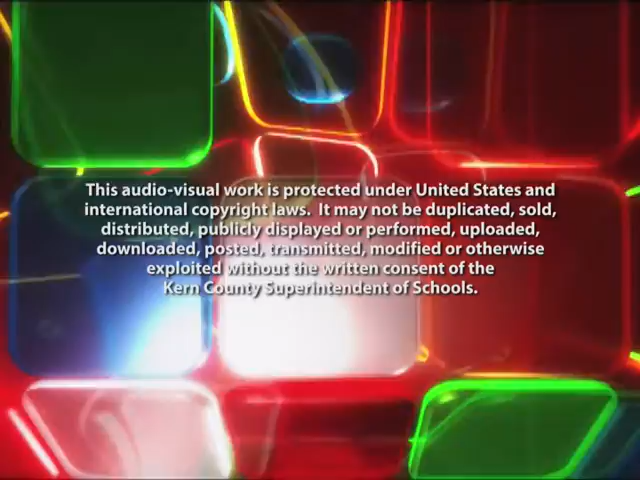 This audio-visual work is protected under United States and
international copyright laws. It may not be duplicated, sold,
distributed, publicly displayed or performed, uploaded,
downloaded, posted, transmitted, modified or otherwise
exploited without the written consent of the
Kern County Superintendent of Schools.